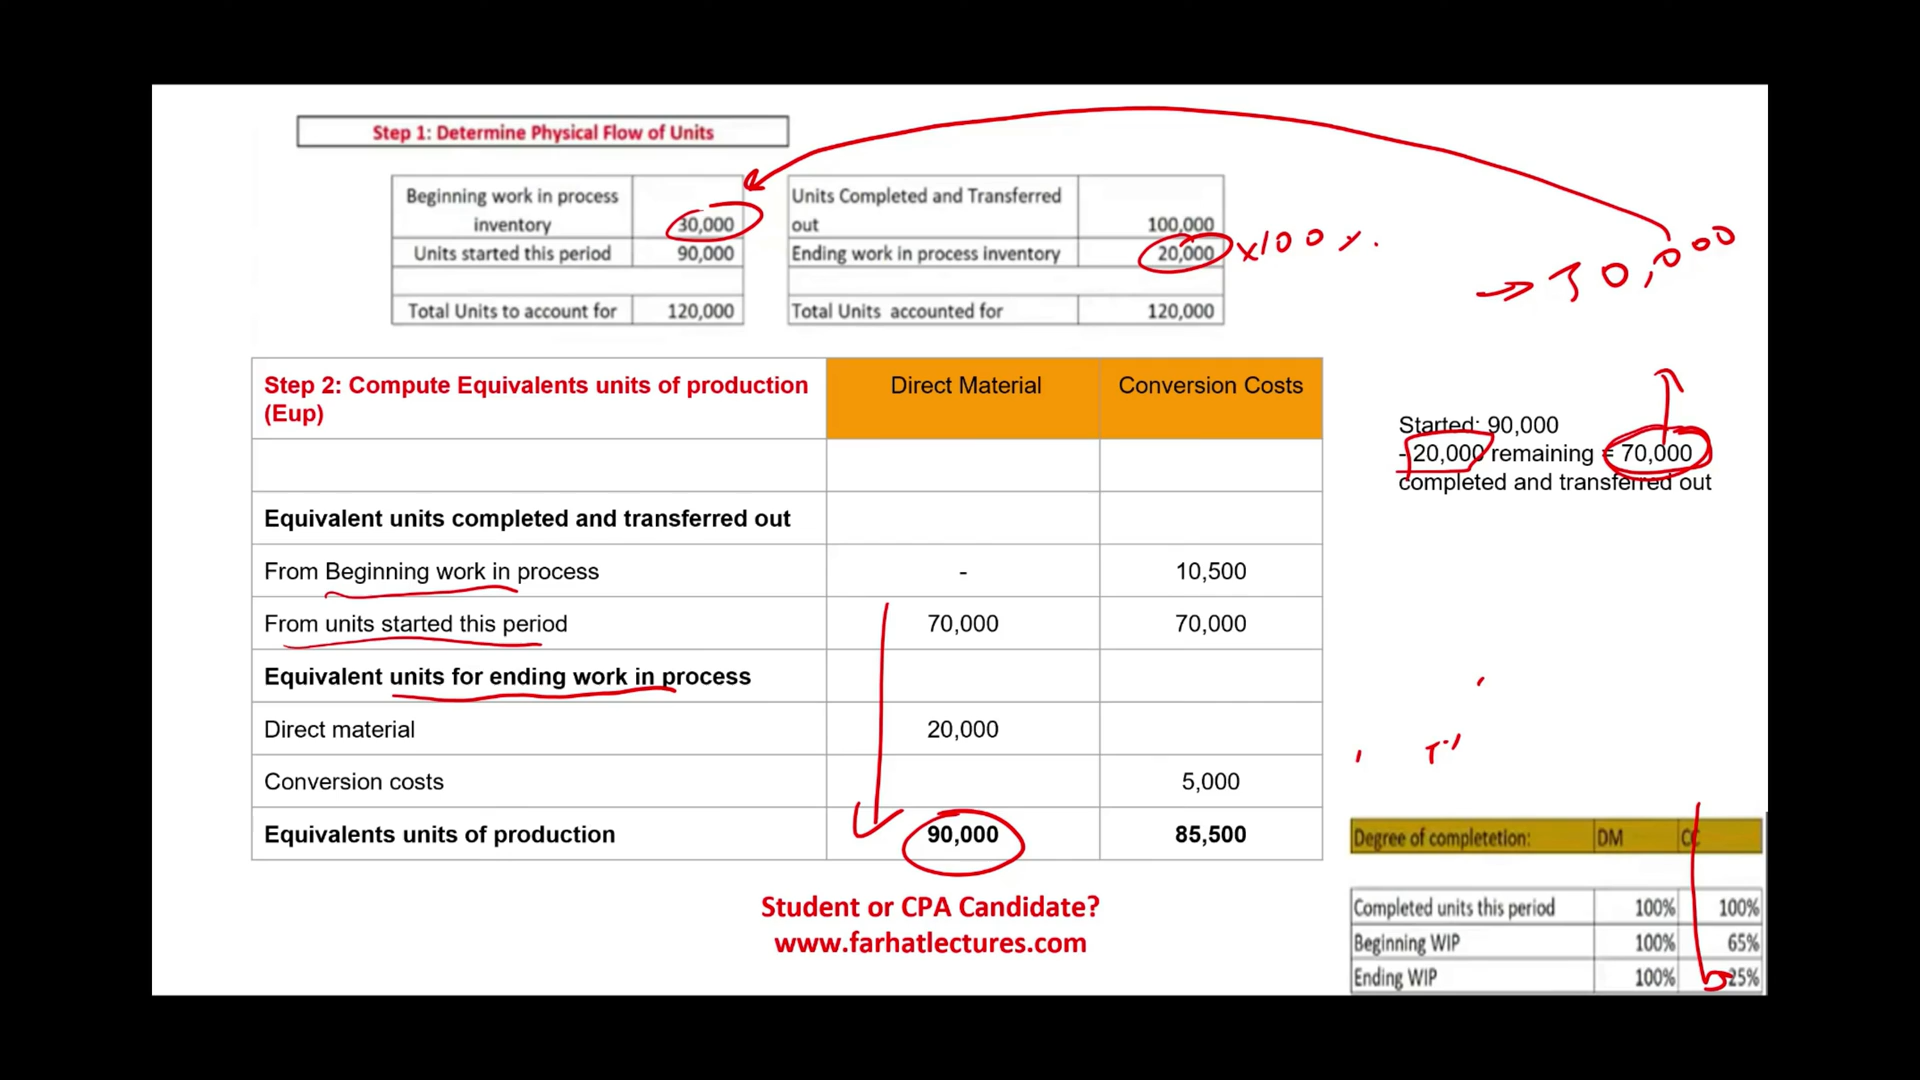 Step 1: Determine Physical Flow of Units
Beginning work in process inventory 30,000
Units started this period 90,000
Total Units to account for 120,000
Units Completed and Transferred out 100,000
Ending work in process inventory 20,000 x100%.
Total Units accounted for 120,000
→ 30,000
Step 2: Compute Equivalents units of production (Eup) Direct Material Conversion Costs
Equivalent units completed and transferred out
From Beginning work in process - 10,500
From units started this period 70,000 70,000
Equivalent units for ending work in process
Direct material 20,000
Conversion costs 5,000
Equivalents units of production 90,000 85,500
Started: 90,000
- 20,000 remaining = 70,000
completed and transferred out
Student or CPA Candidate?
www.farhatlectures.com
Degree of completetion: DM CC
Completed units this period 100% 100%
Beginning WIP 100% 65%
Ending WIP 100% 25%